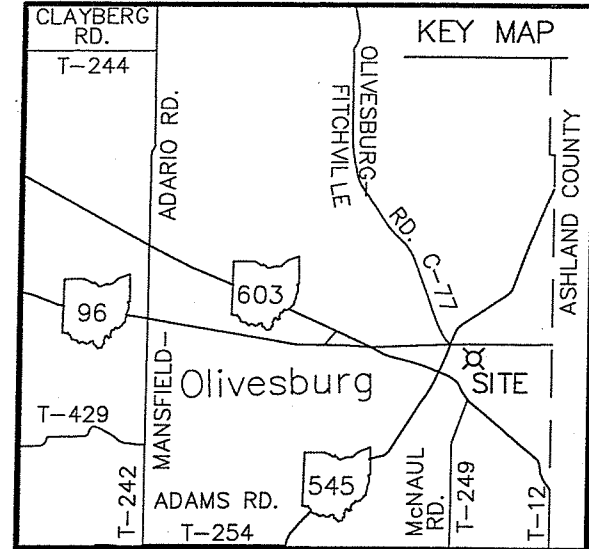 CLAYBERG
RD.
T-244
KEY MAP
ADARIO RD.
OLIVESBURG-
FITCHVILLE
RD. C-77
ASHLAND COUNTY
603
96
Olivesburg
SITE
T-429
MANSFIELD-
T-242
ADAMS RD.
T-254
545
McNAUL
RD.
T-249
T-12